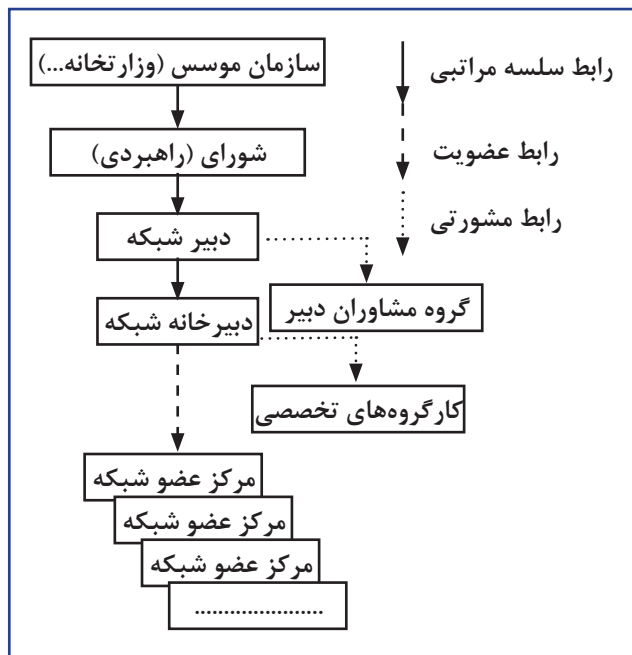 سازمان موسس (وزارتخانه...)
رابط سلسه مراتبی
شورای (راهبردی)
رابط عضویت
دبیر شبکه
رابط مشورتی
گروه مشاوران دبیر
دبیرخانه شبکه
کارگروه‌های تخصصی
مرکز عضو شبکه
مرکز عضو شبکه
مرکز عضو شبکه
......................